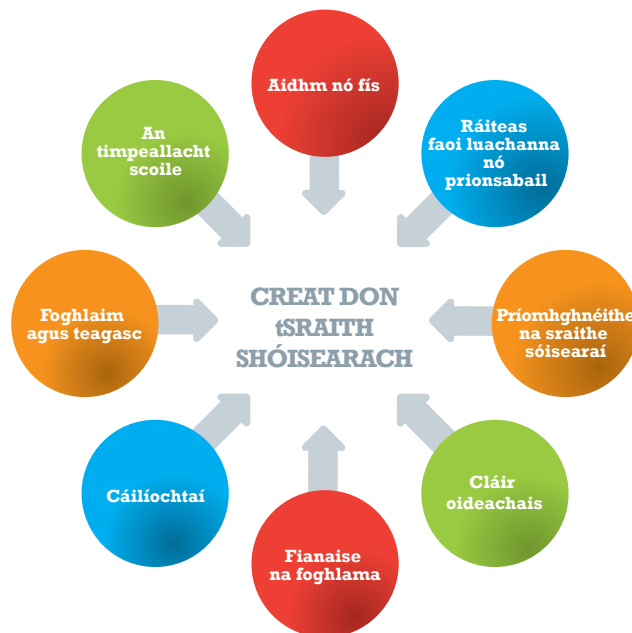 Aidhm nó fís
Ráiteas
faoi luachanna
nó
prionsabail
Príomhghnéithe
na sraithe
sóisearaí
Cláir
oideachais
Fianaise
na foghlama
Cáilíochtaí
Foghlaim
agus teagasc
An
timpeallacht
scoile
CREAT DON
tSRAITH
SHÓISEARACH